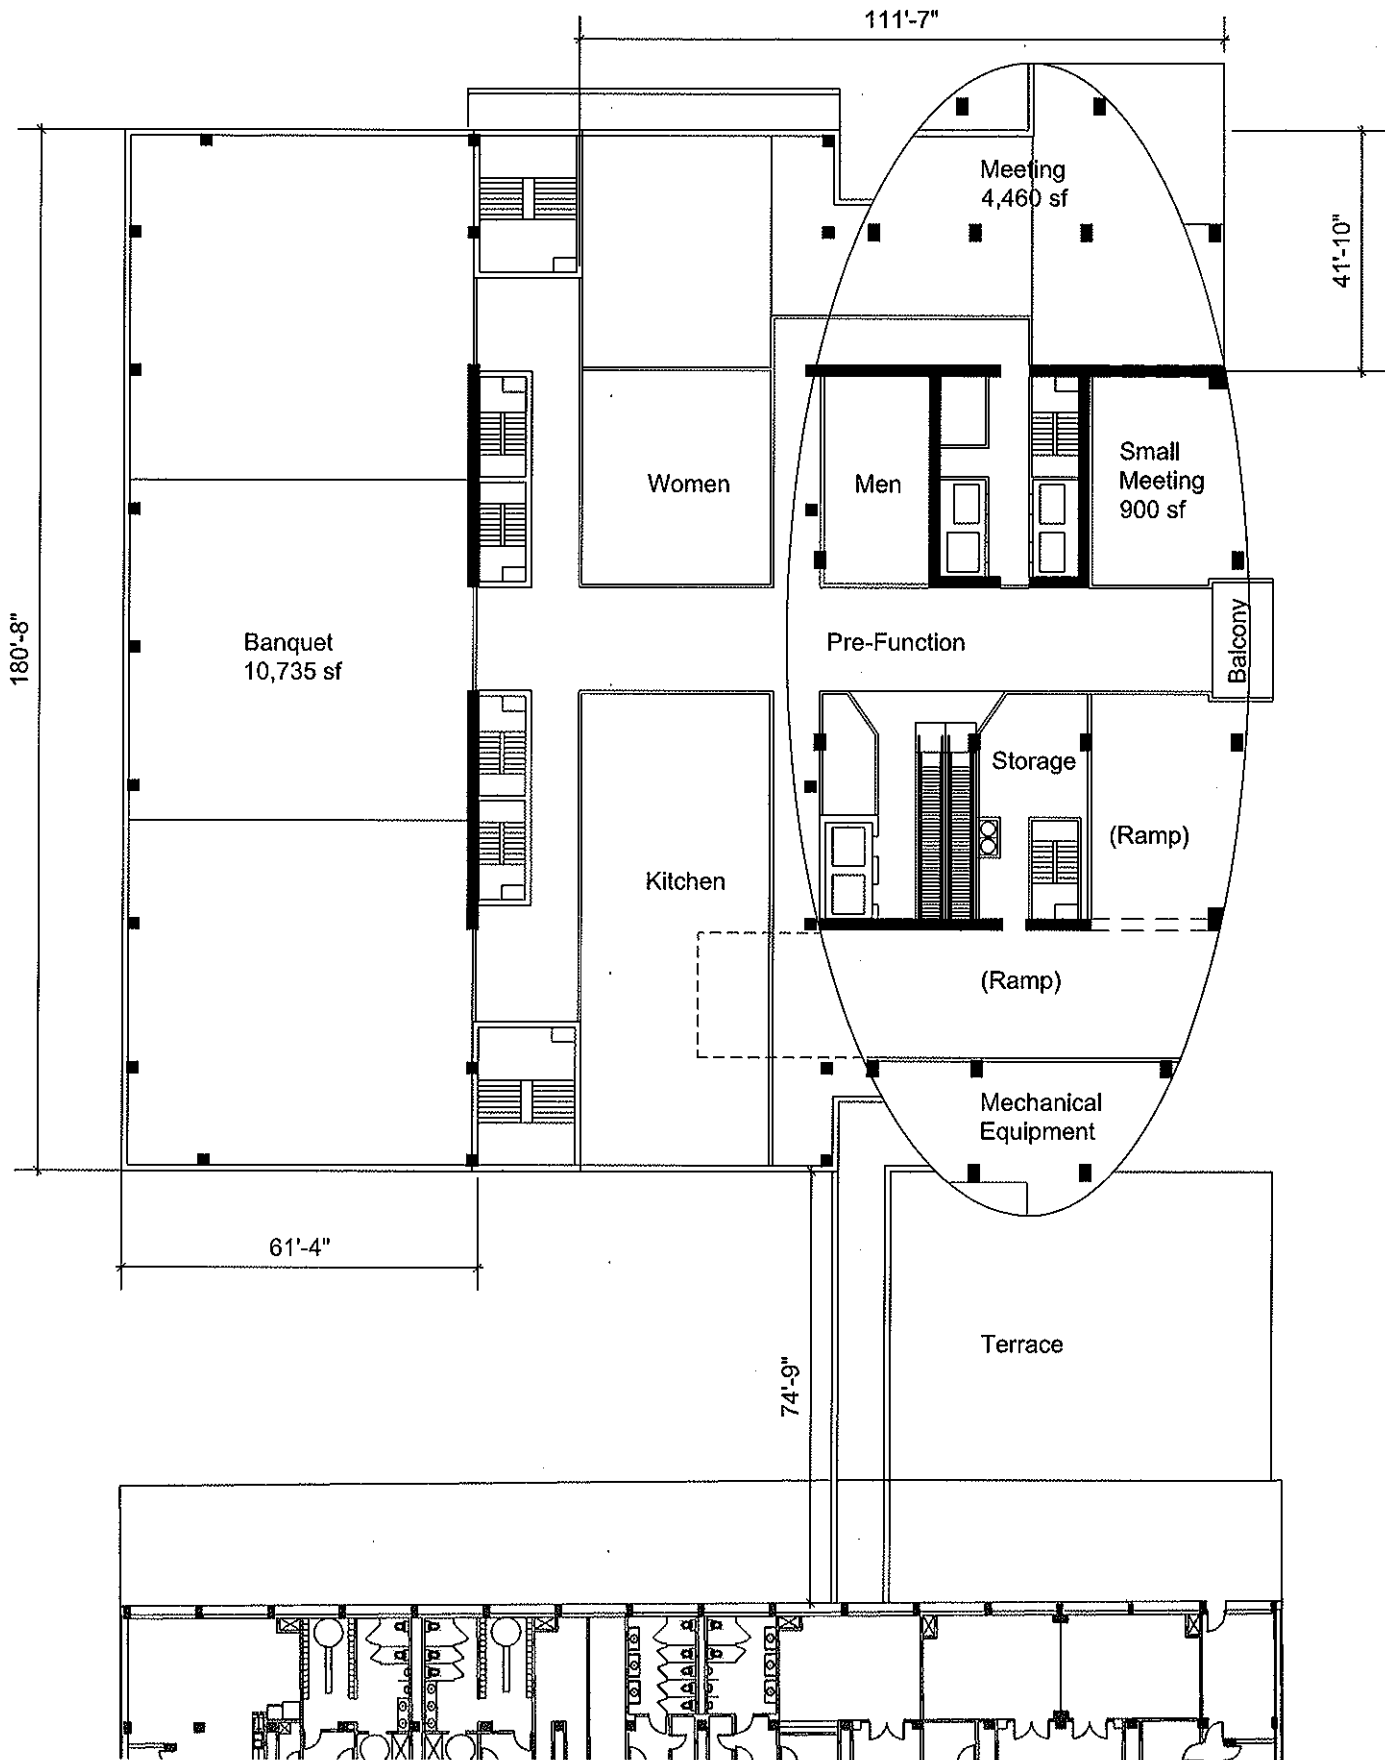 111'-7"
Meeting
4,460 sf
41'-10"
Small
Meeting
900 sf
Women
Men
180'-8"
Banquet
10,735 sf
Pre-Function
Balcony
Storage
(Ramp)
Kitchen
(Ramp)
Mechanical
Equipment
61'-4"
Terrace
74'-9"